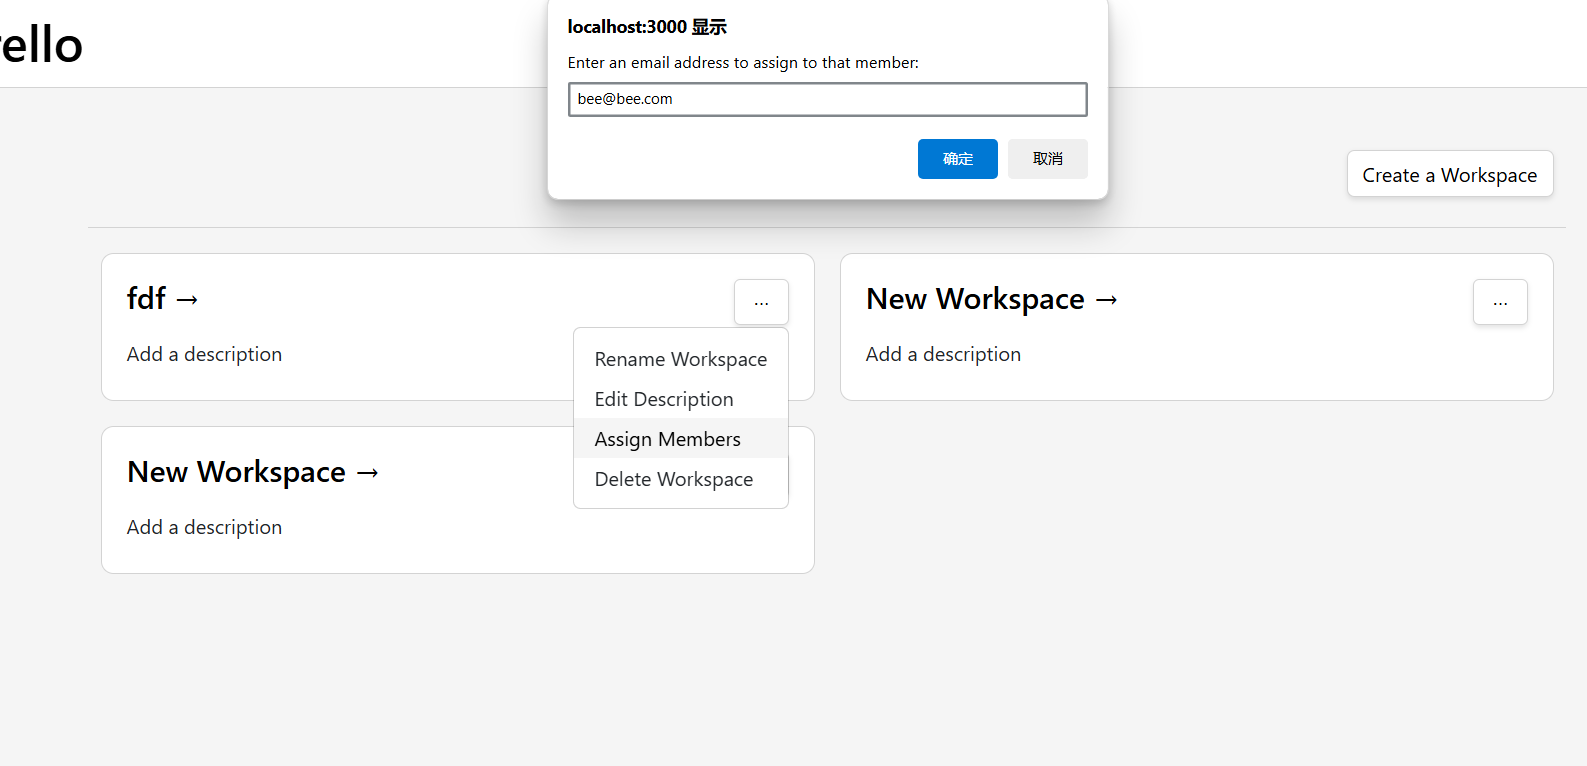 ello
localhost:3000 显示
Enter an email address to assign to that member:
bee@bee.com
确定
取消
Create a Workspace
fdf →
...
Add a description
Rename Workspace
Edit Description
Assign Members
Delete Workspace
New Workspace →
...
Add a description
New Workspace →
Add a description